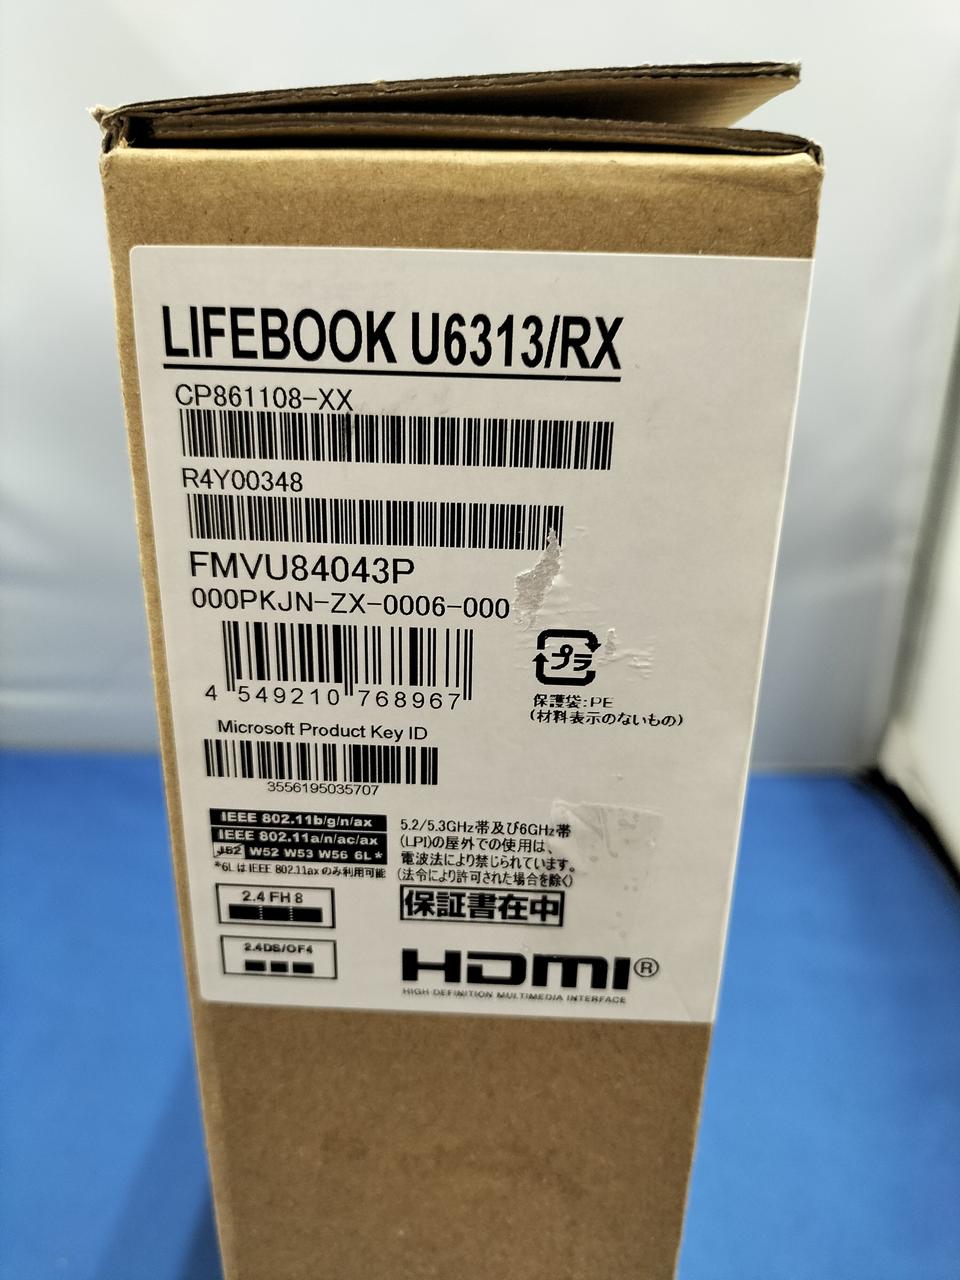 LIFEBOOK U6313/RX
CP861108-XX
R4Y00348
FMVU84043P
000PKJN-ZX-0006-000
4 549210 768967
プラ
保護袋:PE
(材料表示のないもの)
Microsoft Product Key ID
3556195035707
IEEE 802.11b/g/n/ax
IEEE 802.11a/n/ac/ax
J52 W52 W53 W56 6L*
*6L は IEEE 802.11ax のみ利用可能
5.2/5.3GHz帯及び6GHz帯
(LPI)の屋外での使用は、
電波法により禁じられています。
(法令により許可された場合を除く)
2.4 FH 8
保証書在中
2.4DS/OF4
HDMI®
HIGH-DEFINITION MULTIMEDIA INTERFACE